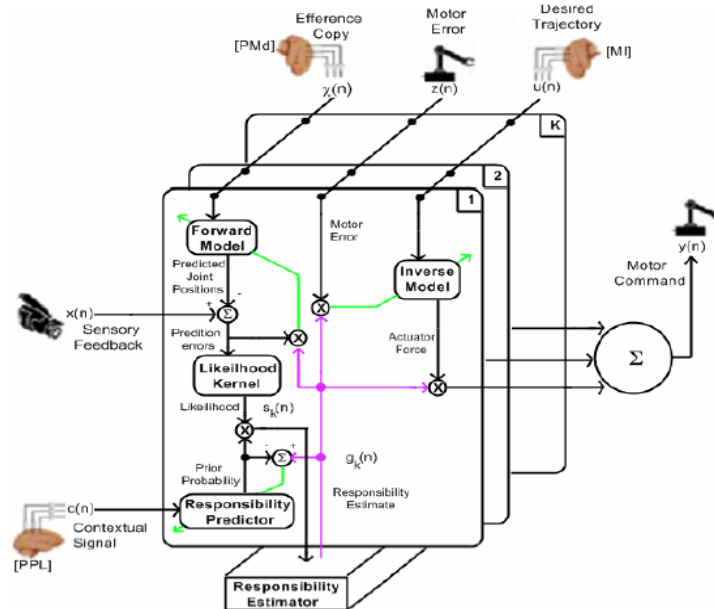 Efference
Copy
[PMd]
χ(n)
Motor
Error
z(n)
Desired
Trajectory
[MI]
u(n)
K
2
1
Forward
Model
Motor
Error
Inverse
Model
Predicted
Joint
Positions
-
+
Σ
x(n)
Sensory
Feedback
Predition
errors
X
X
Actuator
Force
X
Likeilhood
Kernel
Likeilihood
s_k(n)
X
-
+
Σ
g_k(n)
Prior
Probability
Responsibility
Estimate
c(n)
Contextual
Signal
[PPL]
Responsibility
Predictor
Responsibility
Estimator
Σ
Motor
Command
y(n)